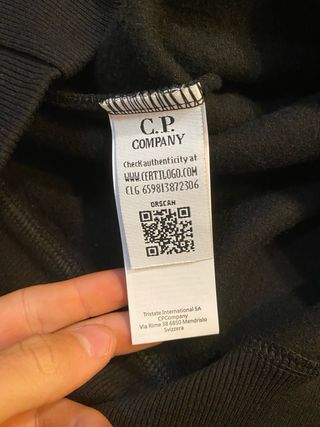 C.P.
COMPANY
Check authenticity at
WWW.CERTILOGO.COM
CLG 659813872306
QRSCAN
Tristate International SA
CPCompany
Via Rime 38 6850 Mendrisio
Svizzera